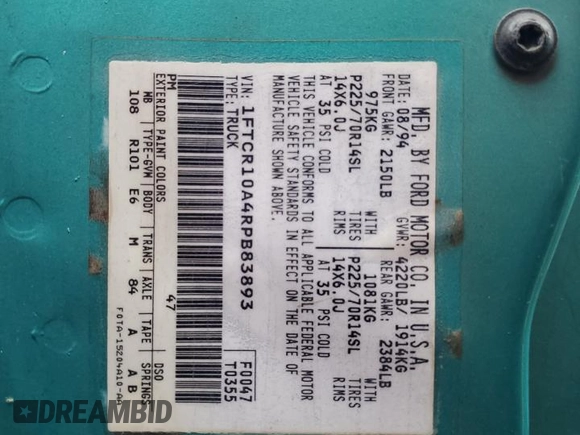 MFD. BY FORD MOTOR CO. IN U.S.A.
DATE: 08/94 GVWR: 4220LB/ 1914KG
FRONT GAWR: 2150LB REAR GAWR: 2384LB
975KG WITH 1081KG WITH
P225/70R14SL TIRES P225/70R14SL TIRES
14X6.0J RIMS 14X6.0J RIMS
AT 35 PSI COLD AT 35 PSI COLD
THIS VEHICLE CONFORMS TO ALL APPLICABLE FEDERAL MOTOR
VEHICLE SAFETY STANDARDS IN EFFECT ON THE DATE OF
MANUFACTURE SHOWN ABOVE.
VIN: 1FTCR10A4RPB83893 F0047
TYPE: TRUCK T0355
EXTERIOR PAINT COLORS DSO
PM 47
WB TYPE-GVW BODY TRANS AXLE TAPE SPRINGS
108 R101 E6 M 84 A A B
F0TA-15204A10-AA
DREAMBID